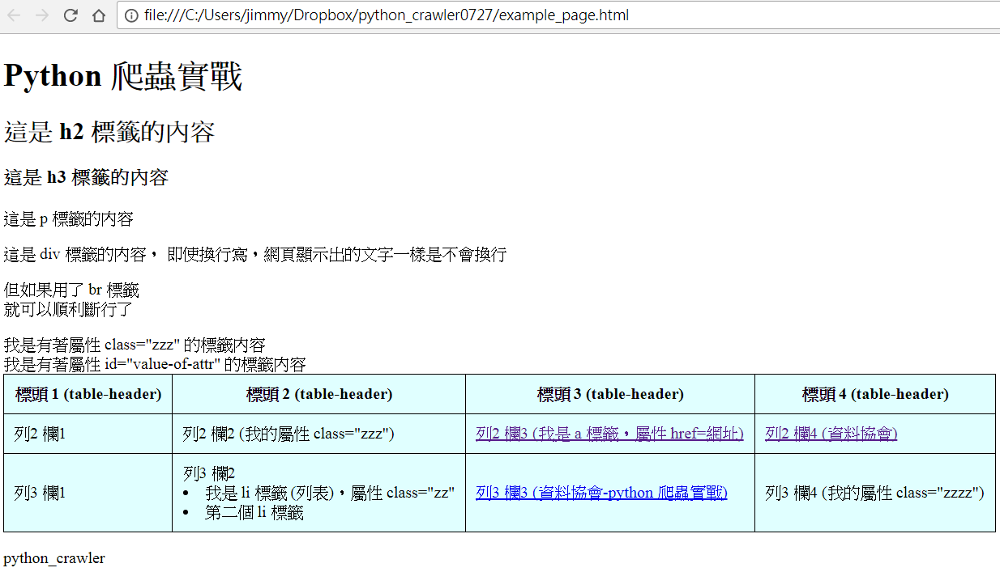 file:///C:/Users/jimmy/Dropbox/python_crawler0727/example_page.html
Python 爬蟲實戰
這是 h2 標籤的內容
這是 h3 標籤的內容
這是 p 標籤的內容
這是 div 標籤的內容， 即使換行寫，網頁顯示出的文字一樣是不會換行
但如果用了 br 標籤
就可以順利斷行了
我是有著屬性 class="zzz" 的標籤內容
我是有著屬性 id="value-of-attr" 的標籤內容
標頭 1 (table-header) 標頭 2 (table-header) 標頭 3 (table-header) 標頭 4 (table-header)
列2 欄1 列2 欄2 (我的屬性 class="zzz") 列2 欄3 (我是 a 標籤，屬性 href=網址) 列2 欄4 (資料協會)
列3 欄1
列3 欄2
• 我是 li 標籤 (列表)，屬性 class="zz"
• 第二個 li 標籤
列3 欄3 (資料協會-python 爬蟲實戰)
列3 欄4 (我的屬性 class="zzzz")
python_crawler